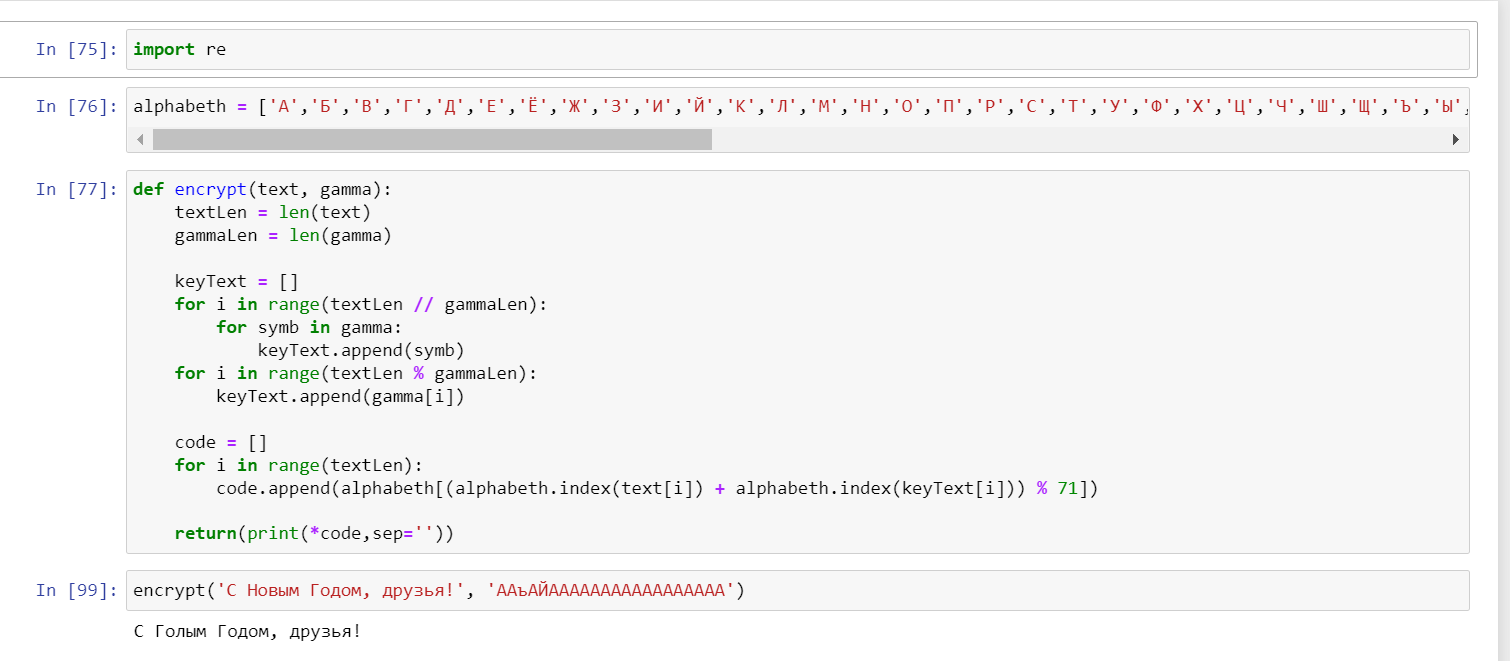 In [75]: import re
In [76]: alphabeth = ['А','Б','В','Г','Д','Е','Ё','Ж','З','И','Й','К','Л','М','Н','О','П','Р','С','Т','У','Ф','Х','Ц','Ч','Ш','Щ','Ъ','Ы',
In [77]: def encrypt(text, gamma):
textLen = len(text)
gammaLen = len(gamma)
keyText = []
for i in range(textLen // gammaLen):
for symb in gamma:
keyText.append(symb)
for i in range(textLen % gammaLen):
keyText.append(gamma[i])
code = []
for i in range(textLen):
code.append(alphabeth[(alphabeth.index(text[i]) + alphabeth.index(keyText[i])) % 71])
return(print(*code,sep=''))
In [99]: encrypt('С Новым Годом, друзья!', 'ААъАЙААААААААААААААААА')
С Голым Годом, друзья!